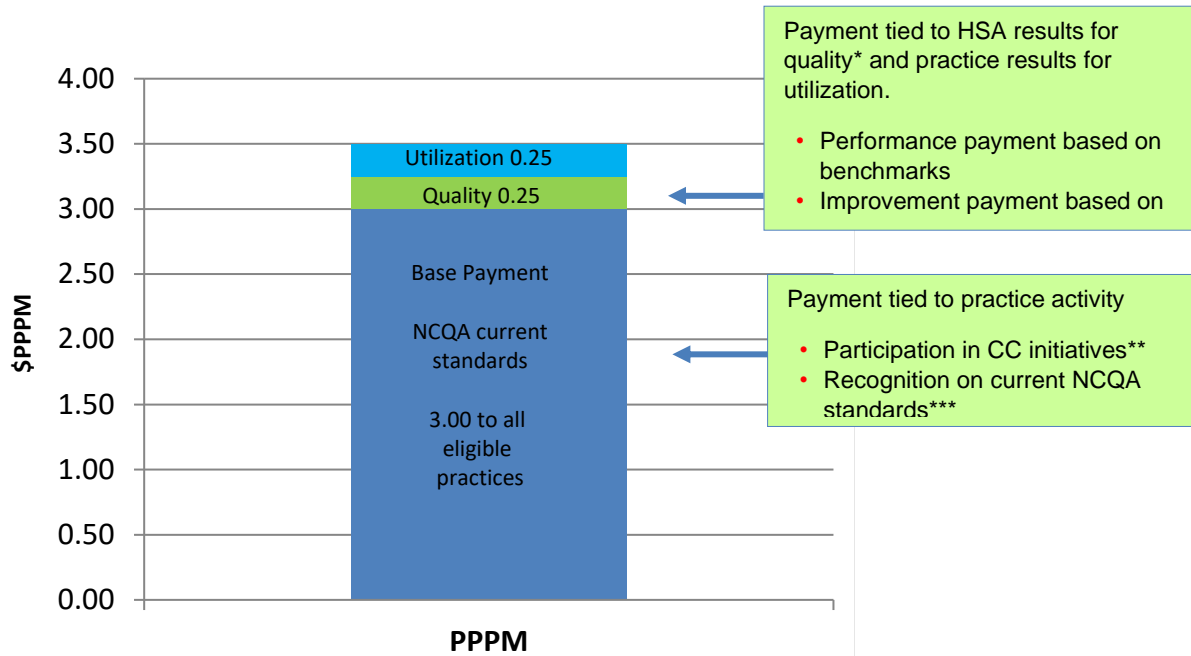 Payment tied to HSA results for
quality* and practice results for
utilization.
• Performance payment based on
benchmarks
• Improvement payment based on
4.00
3.50
3.00
2.50
2.00
1.50
1.00
0.50
0.00
$PPPM
Utilization 0.25
Quality 0.25
Base Payment
NCQA current
standards
3.00 to all
eligible
practices
Payment tied to practice activity
• Participation in CC initiatives**
• Recognition on current NCQA
standards***
PPPM